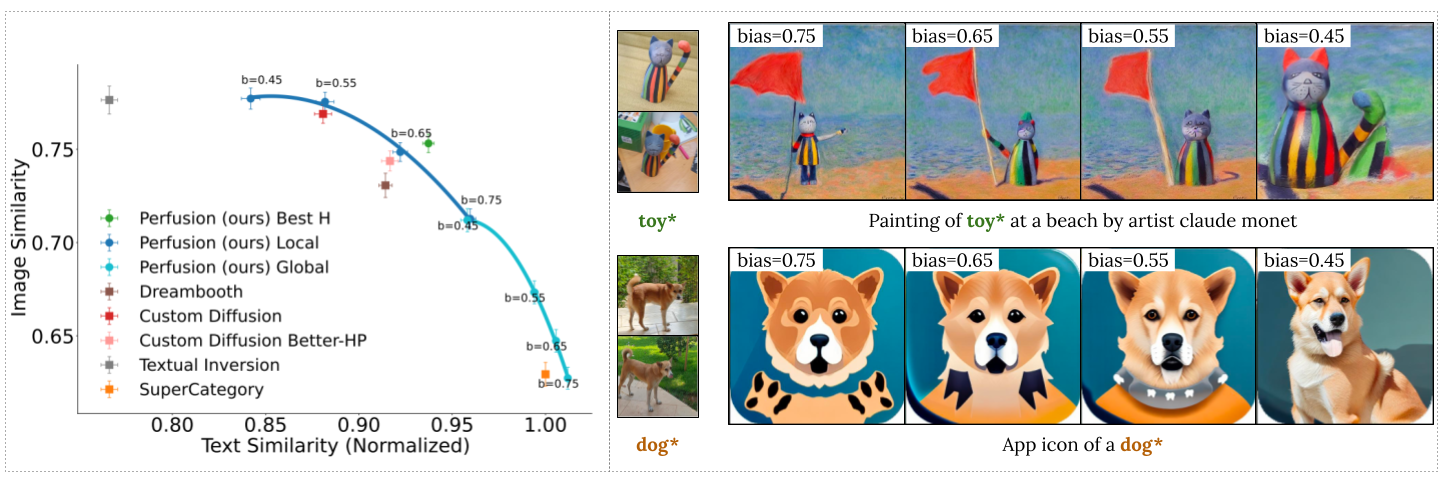 Image Similarity
0.75
0.70
0.65
b=0.45
b=0.55
b=0.65
b=0.75
b=0.45
b=0.55
b=0.65
b=0.75
Perfusion (ours) Best H
Perfusion (ours) Local
Perfusion (ours) Global
Dreambooth
Custom Diffusion
Custom Diffusion Better-HP
Textual Inversion
SuperCategory
0.80 0.85 0.90 0.95 1.00
Text Similarity (Normalized)
toy*
bias=0.75 bias=0.65 bias=0.55 bias=0.45
Painting of toy* at a beach by artist claude monet
dog*
bias=0.75 bias=0.65 bias=0.55 bias=0.45
App icon of a dog*